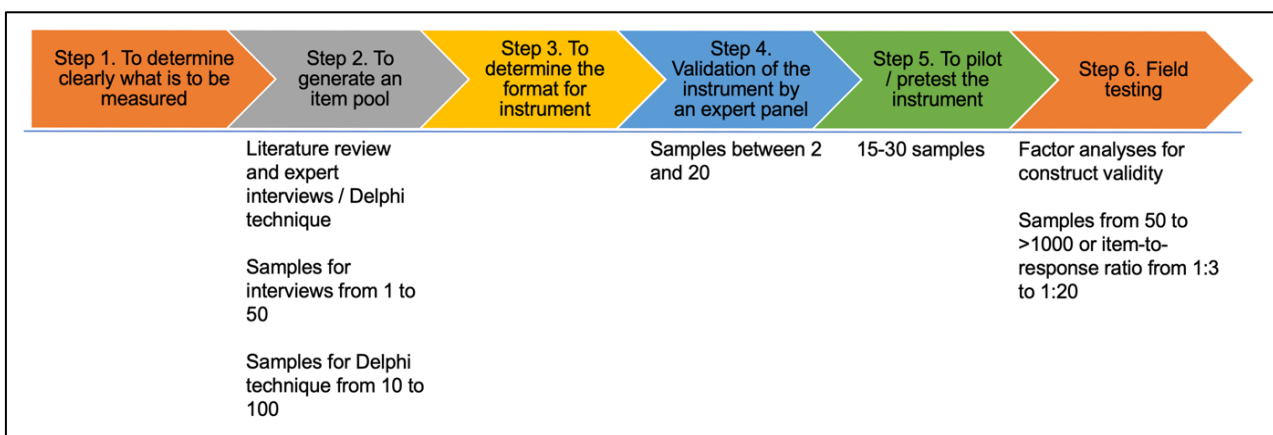 Step 1. To determine
clearly what is to be
measured
Step 2. To
generate an
item pool
Step 3. To
determine the
format for
instrument
Step 4.
Validation of the
instrument by
an expert panel
Step 5. To pilot
/ pretest the
instrument
Step 6. Field
testing
Literature review
and expert
interviews / Delphi
technique
Samples for
interviews from 1 to
50
Samples for Delphi
technique from 10 to
100
Samples between 2
and 20
15-30 samples
Factor analyses for
construct validity
Samples from 50 to
>1000 or item-to-
response ratio from 1:3
to 1:20